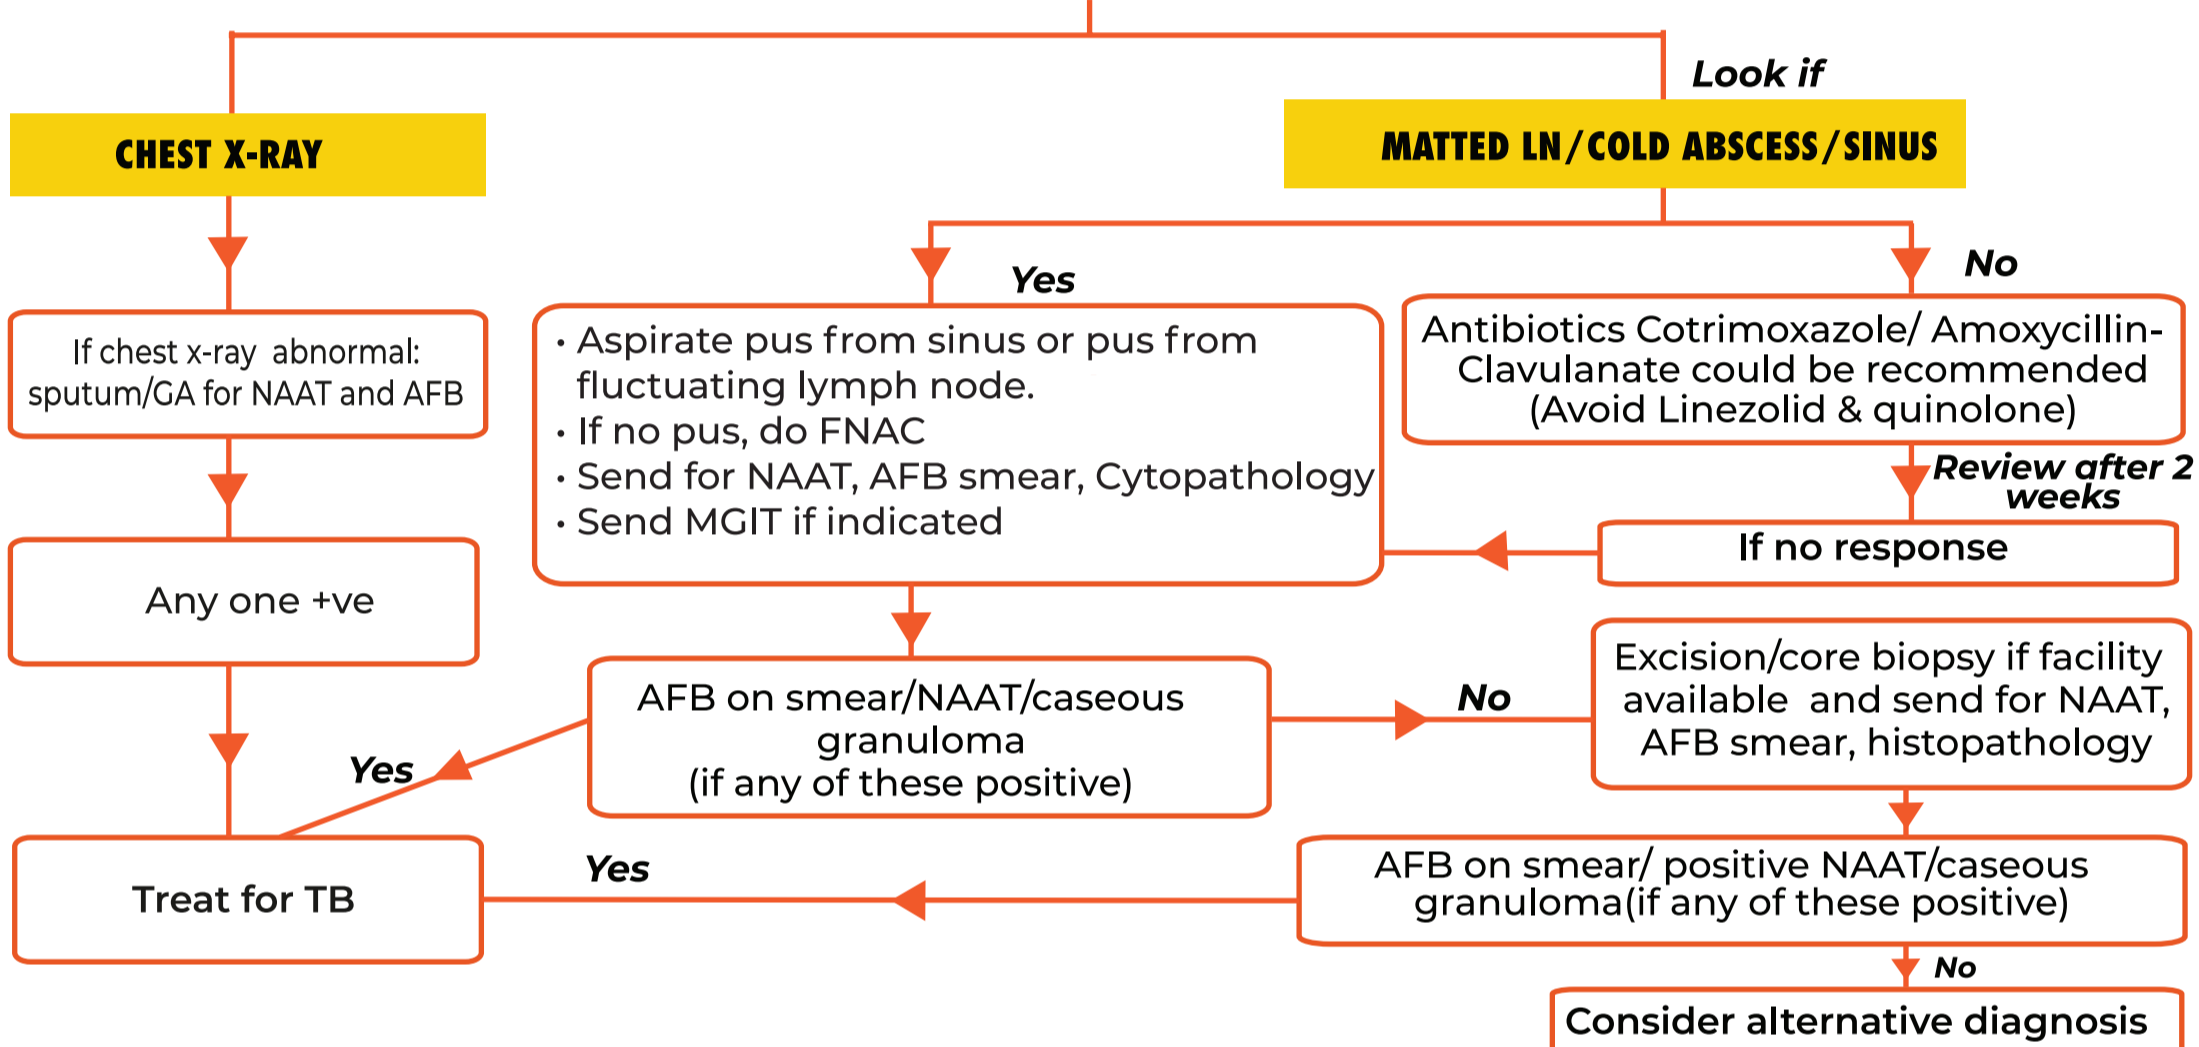 Look if
CHEST X-RAY
MATTED LN/COLD ABSCESS/SINUS
Yes
No
If chest x-ray abnormal:
sputum/GA for NAAT and AFB
• Aspirate pus from sinus or pus from
fluctuating lymph node.
• If no pus, do FNAC
• Send for NAAT, AFB smear, Cytopathology
• Send MGIT if indicated
Antibiotics Cotrimoxazole/ Amoxycillin-
Clavulanate could be recommended
(Avoid Linezolid & quinolone)
Review after 2
weeks
If no response
Any one +ve
AFB on smear/NAAT/caseous
granuloma
(if any of these positive)
No
Excision/core biopsy if facility
available and send for NAAT,
AFB smear, histopathology
Yes
Treat for TB
Yes
AFB on smear/ positive NAAT/caseous
granuloma(if any of these positive)
No
Consider alternative diagnosis